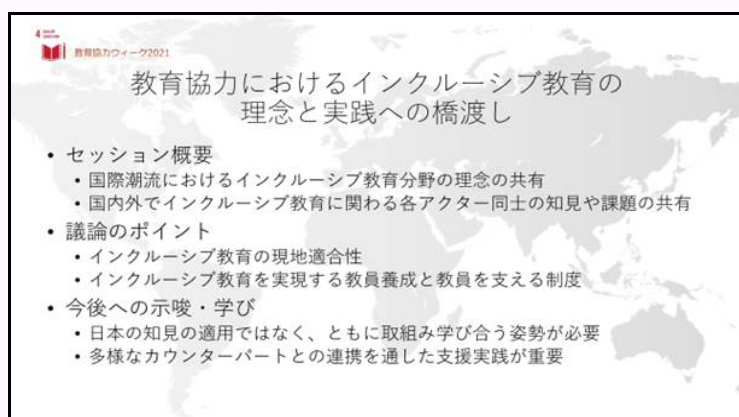 4
教育協力ウィーク2021
教育協力におけるインクルーシブ教育の
理念と実践への橋渡し
• セッション概要
• 国際潮流におけるインクルーシブ教育分野の理念の共有
• 国内外でインクルーシブ教育に関わる各アクター同士の知見や課題の共有
• 議論のポイント
• インクルーシブ教育の現地適合性
• インクルーシブ教育を実現する教員養成と教員を支える制度
• 今後への示唆・学び
• 日本の知見の適用ではなく、ともに取組み学び合う姿勢が必要
• 多様なカウンターパートとの連携を通した支援実践が重要